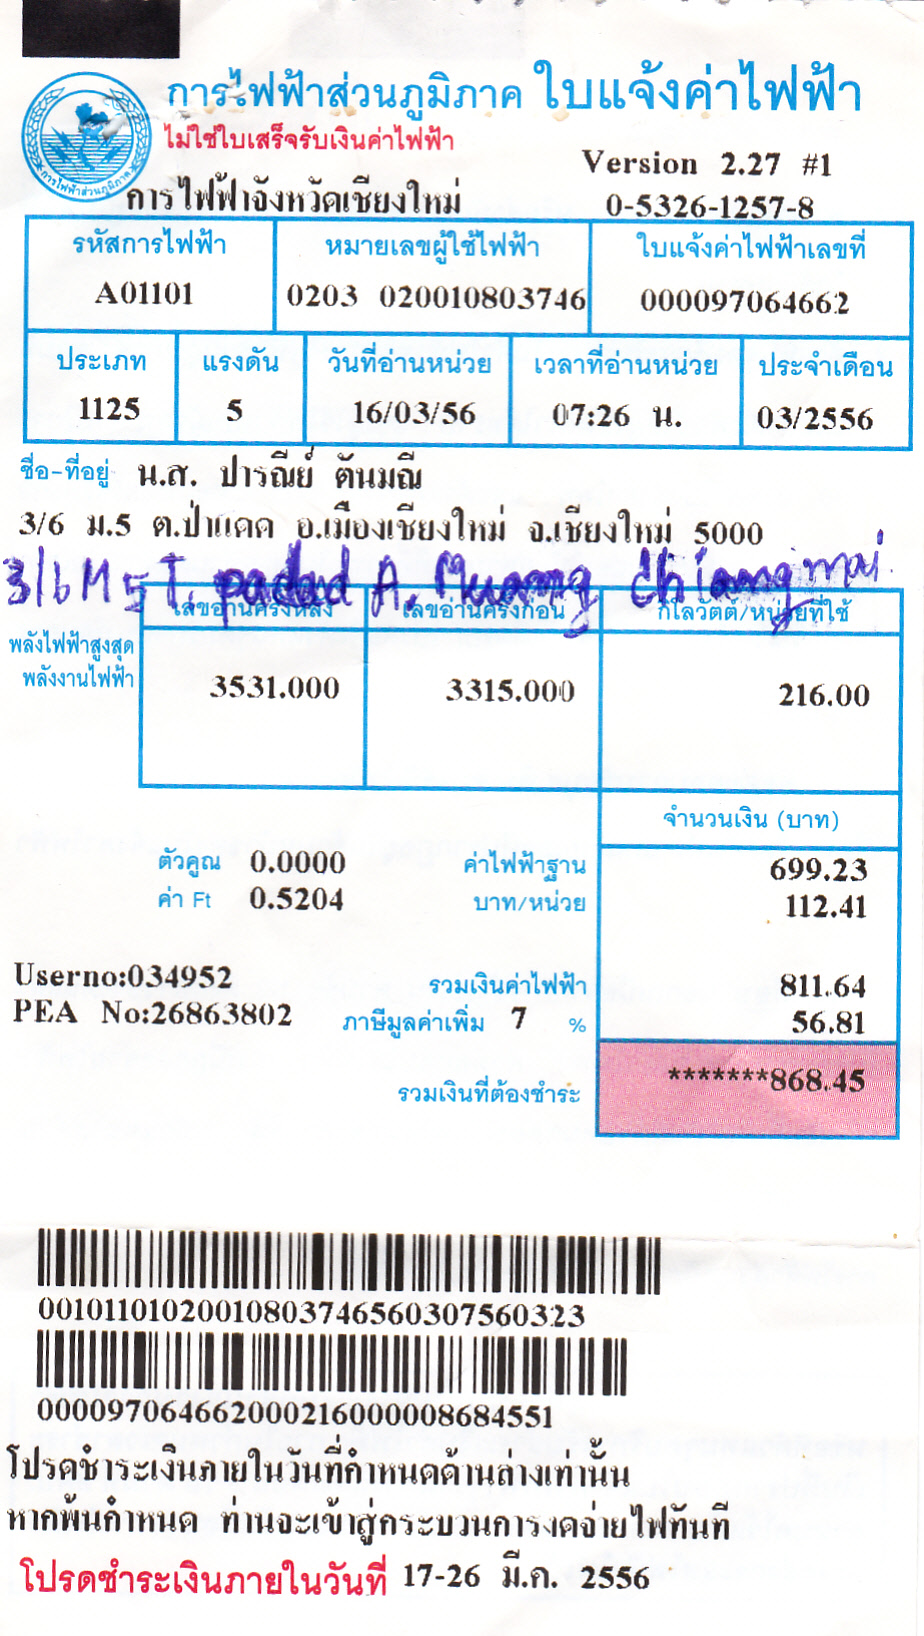 การไฟฟ้าส่วนภูมิภาค ใบแจ้งค่าไฟฟ้า
ไม่ใช่ใบเสร็จรับเงินค่าไฟฟ้า
Version 2.27 #1
การไฟฟ้าส่วนภูมิภาค
การไฟฟ้าจังหวัดเชียงใหม่ 0-5326-1257-8
รหัสการไฟฟ้า หมายเลขผู้ใช้ไฟฟ้า ใบแจ้งค่าไฟฟ้าเลขที่
A01101 0203 020010803746 000097064662
ประเภท แรงดัน วันที่อ่านหน่วย เวลาที่อ่านหน่วย ประจำเดือน
1125 5 16/03/56 07:26 น. 03/2556
ชื่อ-ที่อยู่ น.ส. ปารณีย์ ตันมณี
3/6 ม.5 ต.ป่าแดด อ.เมืองเชียงใหม่ จ.เชียงใหม่ 5000
3/6 M 5 T. padad A. Muang Chiangmai.
เลขอ่านครั้งหลัง เลขอ่านครั้งก่อน กิโลวัตต์/หน่วยที่ใช้
พลังไฟฟ้าสูงสุด
พลังงานไฟฟ้า 3531.000 3315.000 216.00
จำนวนเงิน (บาท)
ตัวคูณ 0.0000 ค่าไฟฟ้าฐาน 699.23
ค่า Ft 0.5204 บาท/หน่วย 112.41
Userno:034952 รวมเงินค่าไฟฟ้า 811.64
PEA No:26863802 ภาษีมูลค่าเพิ่ม 7 % 56.81
รวมเงินที่ต้องชำระ *******868.45
00101101020010803746560307560323
000097064662000216000008684551
โปรดชำระเงินภายในวันที่กำหนดด้านล่างเท่านั้น
หากพ้นกำหนด ท่านจะเข้าสู่กระบวนการงดจ่ายไฟทันที
โปรดชำระเงินภายในวันที่ 17-26 มี.ค. 2556